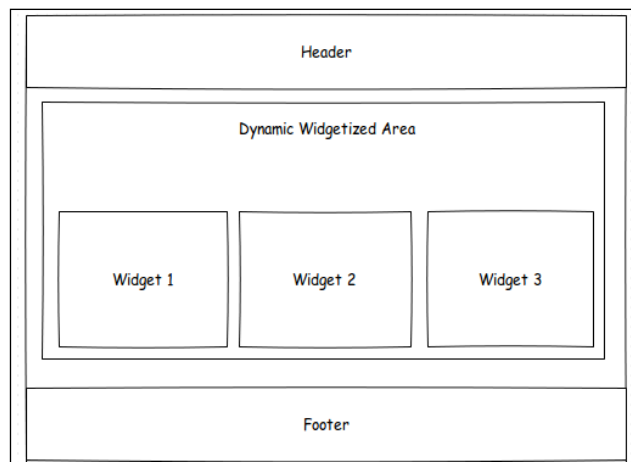 Header
Dynamic Widgetized Area
Widget 1
Widget 2
Widget 3
Footer